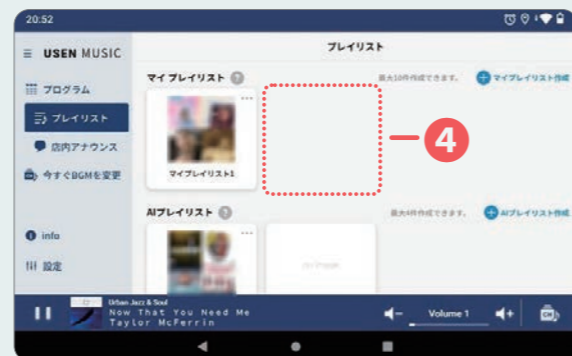 20:52
USEN MUSIC
プレイリスト
プログラム
プレイリスト
店内アナウンス
今すぐBGMを変更
info
設定
マイプレイリスト ?
最大10件作成できます。
マイプレイリスト作成
マイプレイリスト1
4
AIプレイリスト ?
最大4件作成できます。
AIプレイリスト作成
Urban Jazz & Soul
Now That You Need Me
Taylor McFerrin
Volume 1
CH